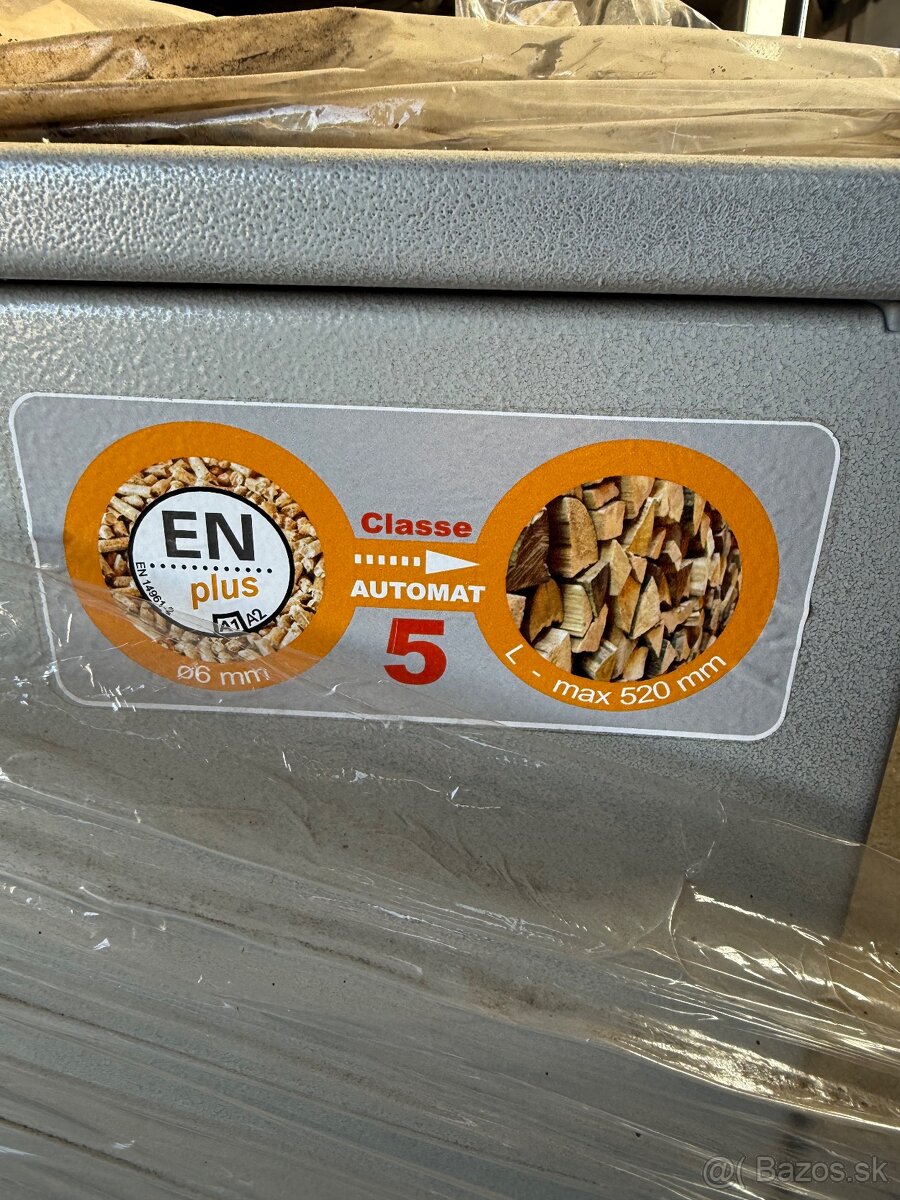 EN
plus
EN 14961-2
A1 A2
ø6 mm
Classe
AUTOMAT
5
L - max 520 mm
@( Bazos.sk